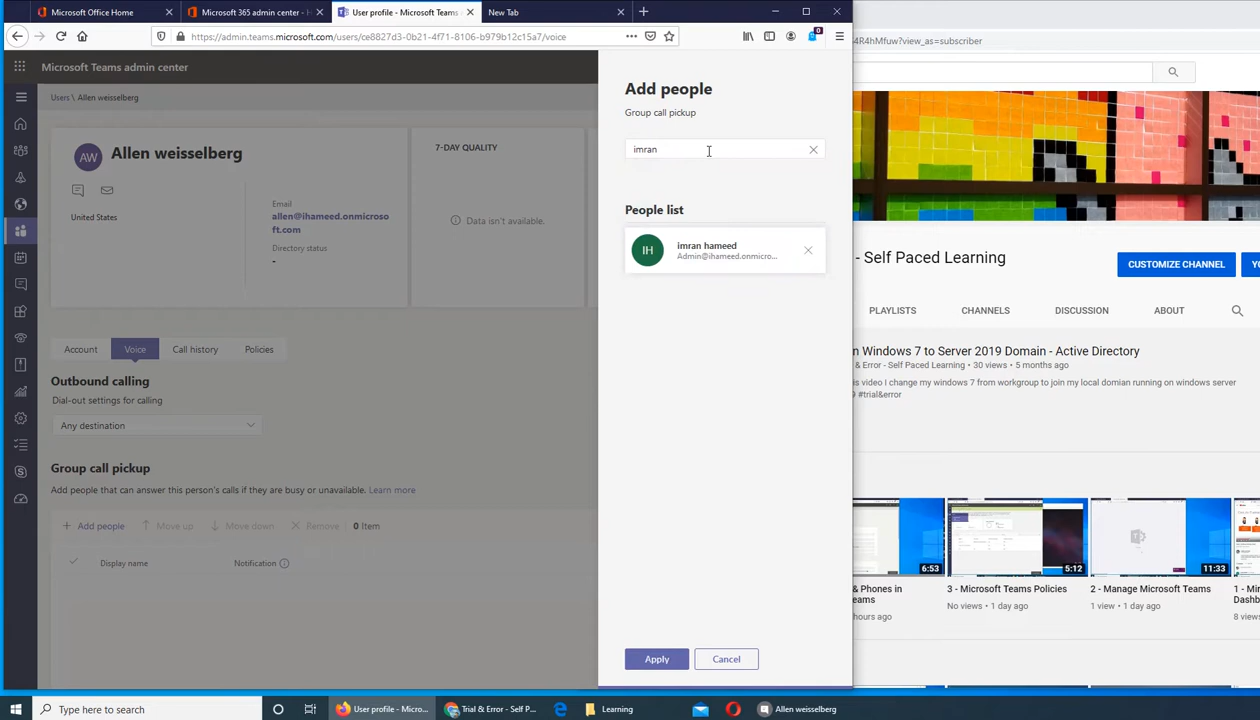 Microsoft Office Home
Microsoft 365 admin center - H
User profile - Microsoft Teams
New Tab
https://admin.teams.microsoft.com/users/ce8827d3-0b21-4f71-8106-b979b12c15a7/voice
0
4R4hMfuw?view_as=subscriber
Microsoft Teams admin center
Users \ Allen weisselberg
AW
Allen weisselberg
United States
Email
allen@ihameed.onmicroso
ft.com
Directory status
-
7-DAY QUALITY
Data isn't available.
Account
Voice
Call history
Policies
Outbound calling
Dial-out settings for calling
Any destination
Group call pickup
Add people that can answer this person's calls if they are busy or unavailable. Learn more
+ Add people
Move up
Move down
Remove
0 Item
Display name
Notification
Add people
Group call pickup
imran
People list
IH
imran hameed
Admin@ihameed.onmicro...
Apply
Cancel
- Self Paced Learning
CUSTOMIZE CHANNEL
PLAYLISTS
CHANNELS
DISCUSSION
ABOUT
n Windows 7 to Server 2019 Domain - Active Directory
& Error - Self Paced Learning • 30 views • 5 months ago
is video I change my windows 7 from workgroup to join my local domian running on windows server
#trial&error
6:53
5:12
11:33
& Phones in
eams
hours ago
3 - Microsoft Teams Policies
No views • 1 day ago
2 - Manage Microsoft Teams
1 view • 1 day ago
Dashb
8 views
Type here to search
User profile - Micro...
Trial & Error - Self P...
Learning
Allen weisselberg